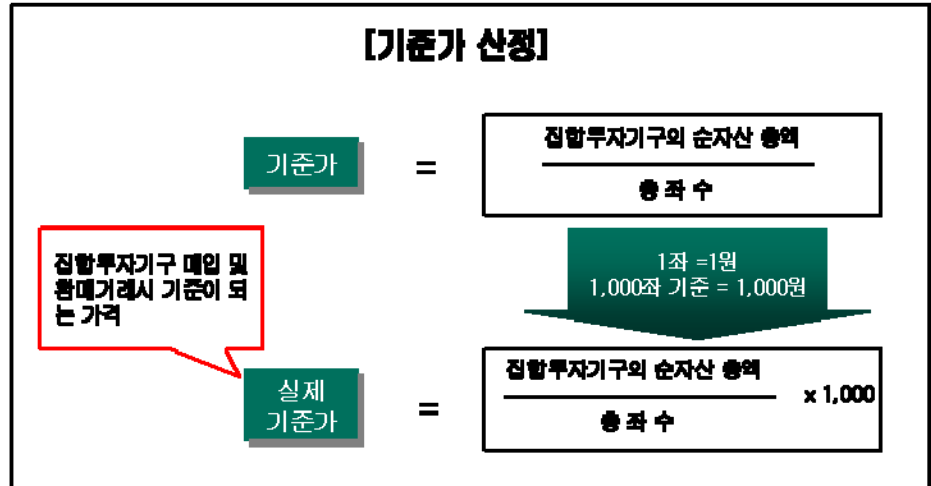 [기준가 산정]
기준가
=
집합투자기구의 순자산 총액
총 좌 수
1좌 =1원
1,000좌 기준 = 1,000원
집합투자기구 매입 및
환매거래시 기준이 되
는 가격
실제
기준가
=
집합투자기구의 순자산 총액
총 좌 수
x 1,000